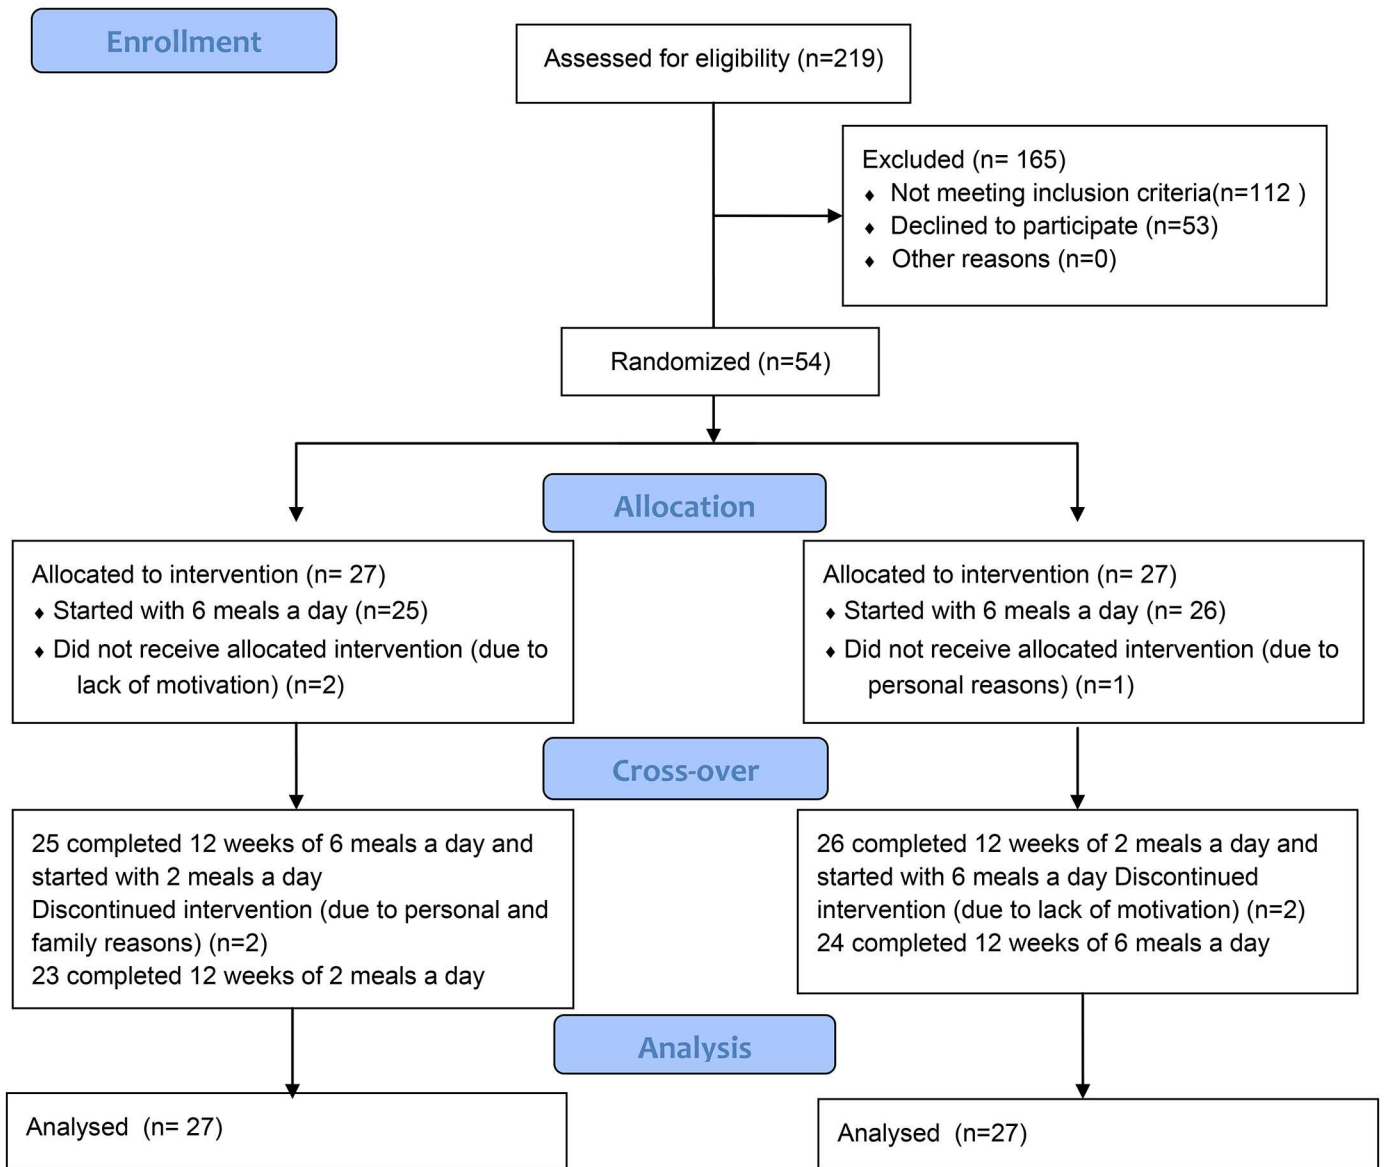 Enrollment
Assessed for eligibility (n=219)
Excluded (n= 165)
♦ Not meeting inclusion criteria(n=112 )
♦ Declined to participate (n=53)
♦ Other reasons (n=0)
Randomized (n=54)
Allocation
Allocated to intervention (n= 27)
♦ Started with 6 meals a day (n=25)
♦ Did not receive allocated intervention (due to
lack of motivation) (n=2)
Allocated to intervention (n= 27)
♦ Started with 6 meals a day (n= 26)
♦ Did not receive allocated intervention (due to
personal reasons) (n=1)
Cross-over
25 completed 12 weeks of 6 meals a day and
started with 2 meals a day
Discontinued intervention (due to personal and
family reasons) (n=2)
23 completed 12 weeks of 2 meals a day
26 completed 12 weeks of 2 meals a day and
started with 6 meals a day Discontinued
intervention (due to lack of motivation) (n=2)
24 completed 12 weeks of 6 meals a day
Analysis
Analysed  (n= 27)
Analysed  (n=27)